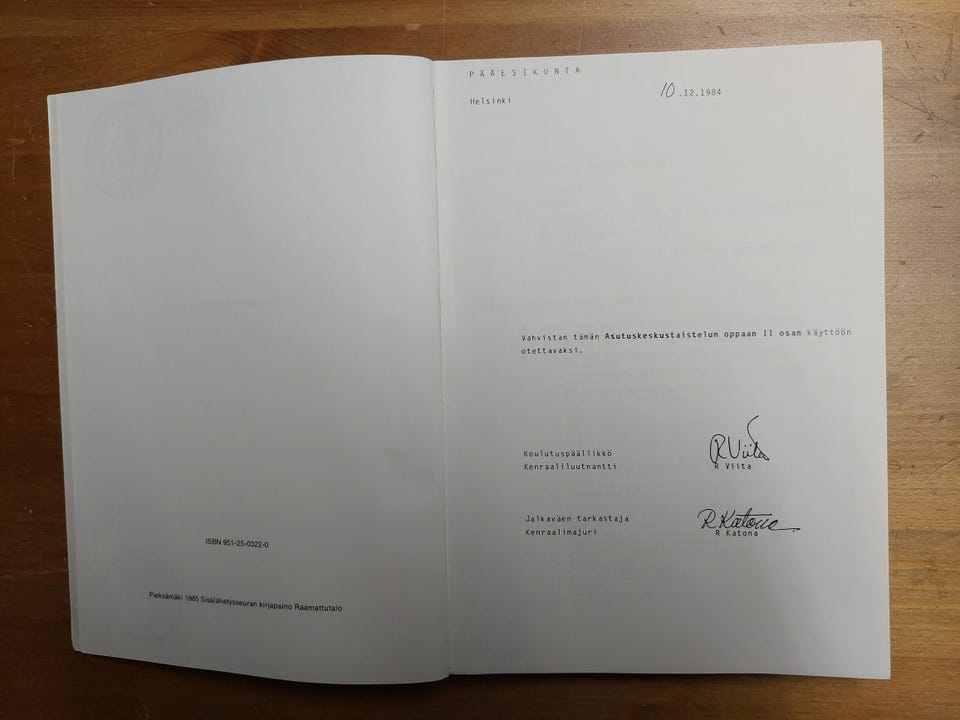 ISBN 951-25-0322-0
Pieksämäki 1985 Sisälähetysseuran kirjapaino Raamattutalo
PÄÄESIKUNTA
Helsinki 10.12.1984
Vahvistan tämän Asutuskeskustaistelun oppaan II osan käyttöön
otettavaksi.
Koulutuspäällikkö
Kenraaliluutnantti
R Viita
R Viita
Jalkaväen tarkastaja
Kenraalimajuri
R Katona
R Katona